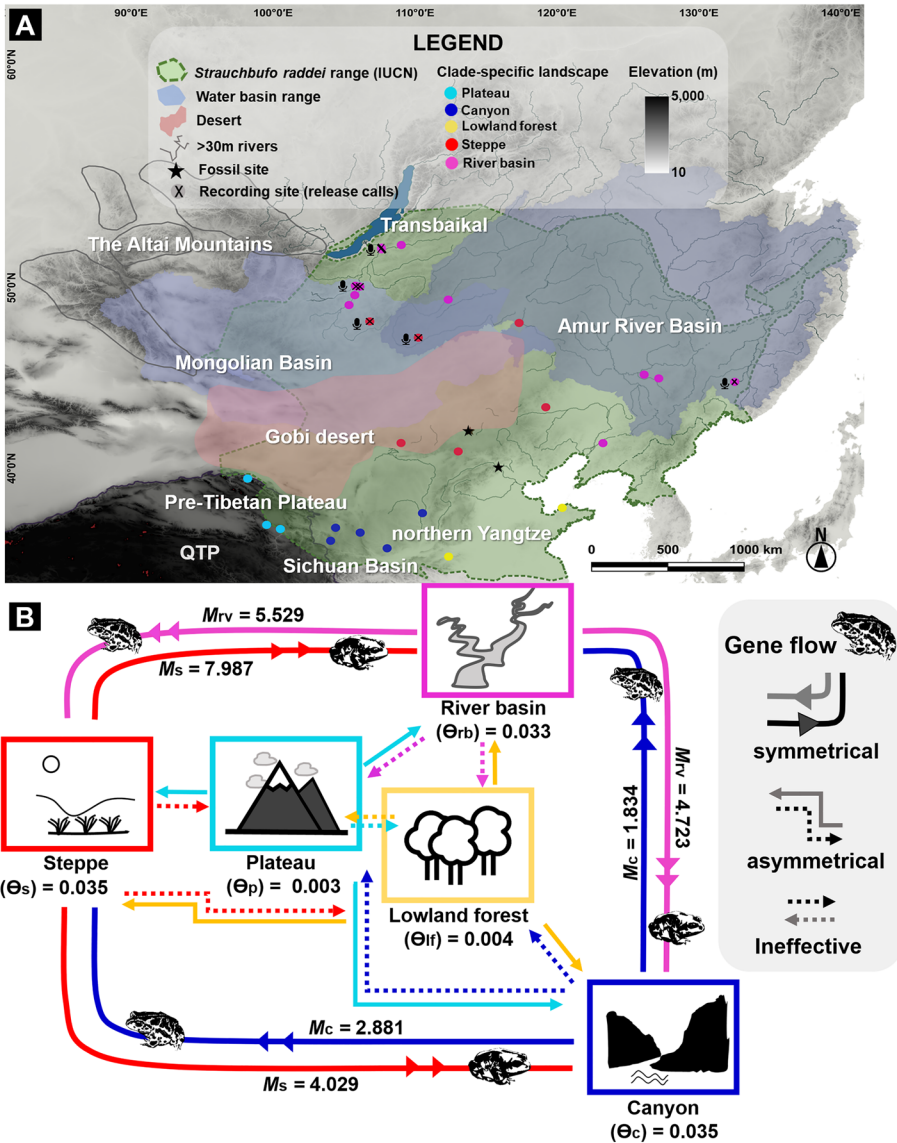 A
90°0'E 100°0'E 110°0'E 120°0'E 130°0'E 140°0'E
60°0'N
50°0'N
40°0'N
LEGEND
Strauchbufo raddei range (IUCN)
Water basin range
Desert
>30m rivers
Fossil site
Recording site (release calls)
Clade-specific landscape
Plateau
Canyon
Lowland forest
Steppe
River basin
Elevation (m)
5,000
10
Transbaikal
The Altai Mountains
Amur River Basin
Mongolian Basin
Gobi desert
Pre-Tibetan Plateau
northern Yangtze
QTP
Sichuan Basin
N
0 500 1000 km
B
Mrv = 5.529
Ms = 7.987
River basin
(Өrb) = 0.033
Steppe
(Өs) = 0.035
Plateau
(Өp) = 0.003
Lowland forest
(Өlf) = 0.004
Mc = 1.834
Mrv = 4.723
Mc = 2.881
Ms = 4.029
Canyon
(Өc) = 0.035
Gene flow
symmetrical
asymmetrical
Ineffective